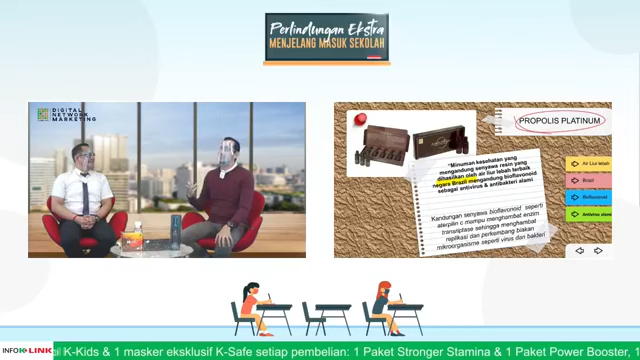 Perlindungan Ekstra
MENJELANG MASUK SEKOLAH
DIGITAL
NETWORK
MARKETING
PROPOLIS PLATINUM
"Minuman kesehatan yang
mengandung senyawa resin yang
dihasilkan oleh air liur lebah terbaik
negara Brazil mengandung bioflavonoid
sebagai antivirus & antibakteri alami
Kandungan senyawa bioflavonoid seperti
aterpilin c mampu menghambat enzim
transtiplase sehingga menghambat
replikasi dan perkembang biakan
mikroorganisme seperti virus dan bakteri
Air Liur lebah
Brazil
Bioflavonoid
Antivirus alami
INFO K-LINK
K-Kids & 1 masker eksklusif K-Safe setiap pembelian: 1 Paket Stronger Stamina & 1 Paket Power Booster,